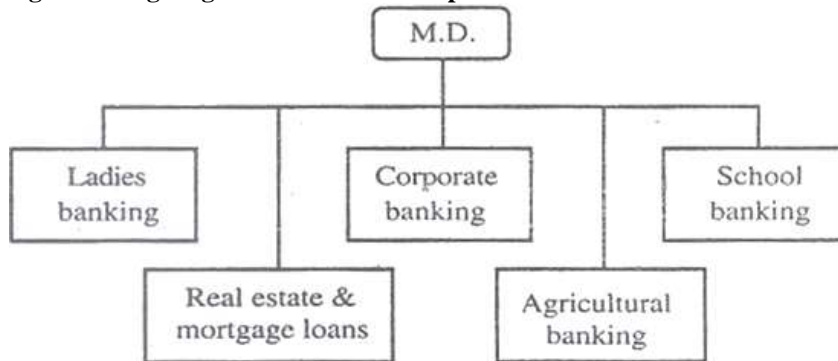 M.D.
Ladies
banking
Corporate
banking
School
banking
Real estate &
mortgage loans
Agricultural
banking